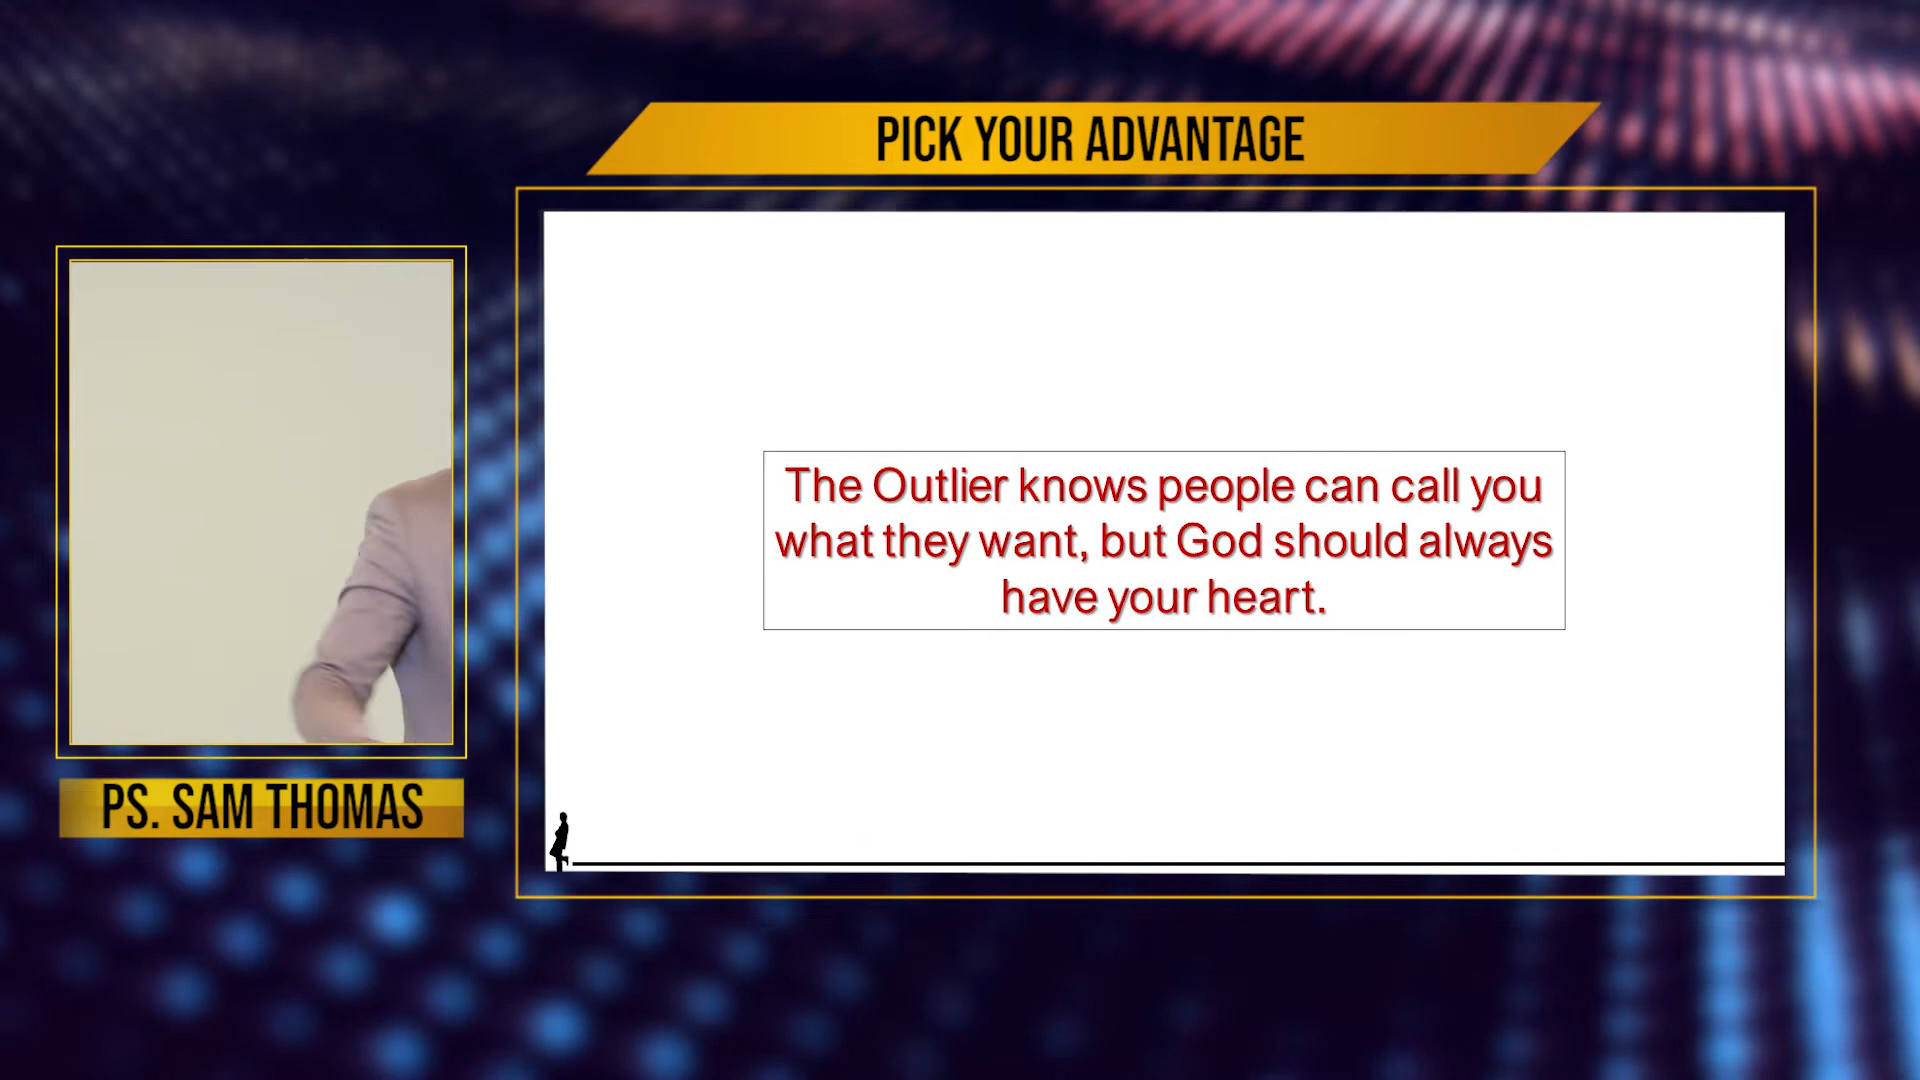 PICK YOUR ADVANTAGE
The Outlier knows people can call you
what they want, but God should always
have your heart.
PS. SAM THOMAS